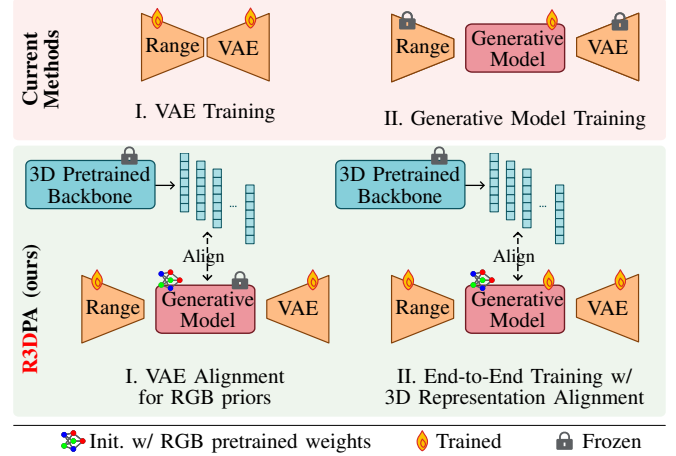 Current
Methods
Range
VAE
I. VAE Training
Range
Generative
Model
VAE
II. Generative Model Training
R3DPA (ours)
3D Pretrained
Backbone
...
Align
Range
Generative
Model
VAE
I. VAE Alignment
for RGB priors
3D Pretrained
Backbone
...
Align
Range
Generative
Model
VAE
II. End-to-End Training w/
3D Representation Alignment
Init. w/ RGB pretrained weights
Trained
Frozen